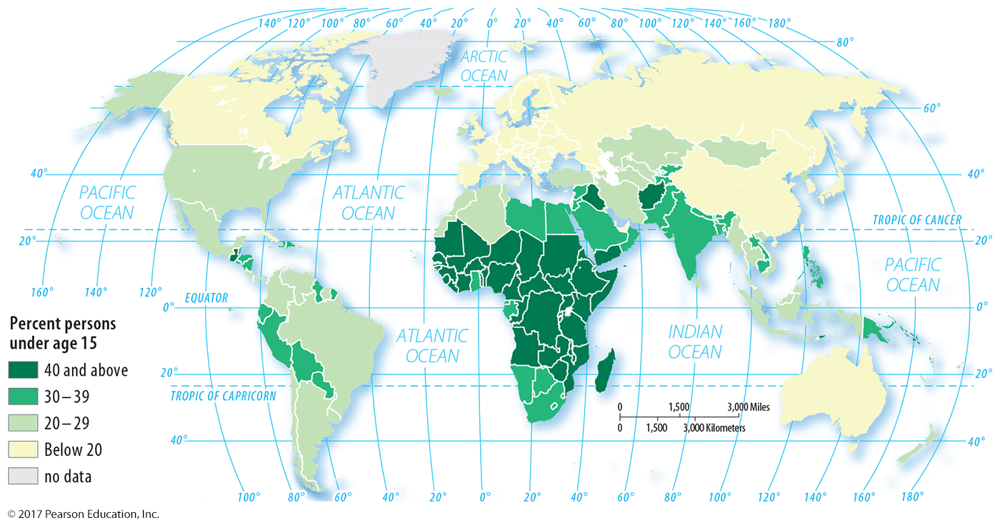 140° 120° 100° 80° 60° 40° 20° 0° 20° 40° 60° 80° 100° 120° 140° 160° 180°
80°
ARCTIC
OCEAN
60°
40°
40°
PACIFIC
OCEAN
ATLANTIC
OCEAN
TROPIC OF CANCER
20°
20°
PACIFIC
OCEAN
160° 140° 120°
EQUATOR
0°
0°
ATLANTIC
OCEAN
INDIAN
OCEAN
20°
20°
TROPIC OF CAPRICORN
40°
40°
0 1,500 3,000 Miles
0 1,500 3,000 Kilometers
Percent persons
under age 15
40 and above
30–39
20–29
Below 20
no data
100° 80° 60° 40° 20° 0° 20° 40° 60° 80° 100° 120° 140° 160° 180°
© 2017 Pearson Education, Inc.